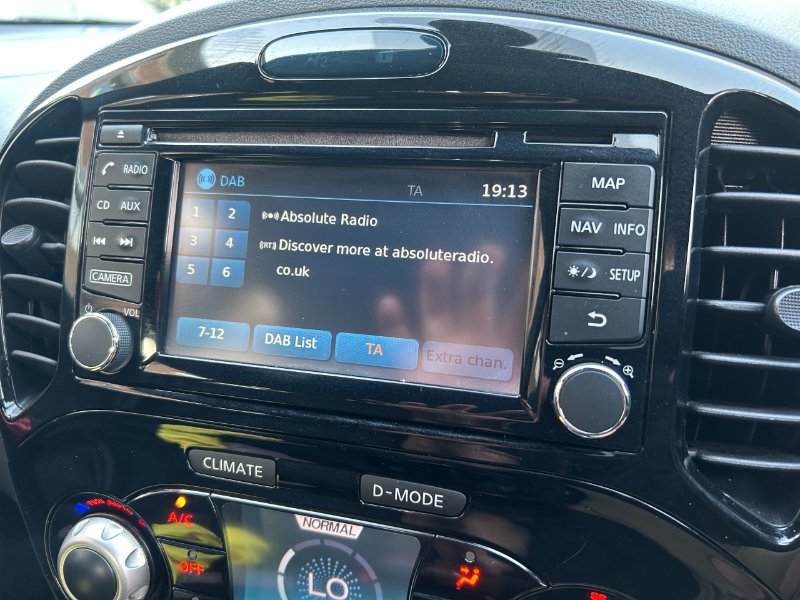 DAB TA 19:13
1 2
3 4
5 6
Absolute Radio
(RT) Discover more at absoluteradio.
co.uk
7-12 DAB List TA Extra chan.
RADIO
CD AUX
CAMERA
VOL
MAP
NAV INFO
SETUP
CLIMATE
D-MODE
A/C
OFF
NORMAL
LO